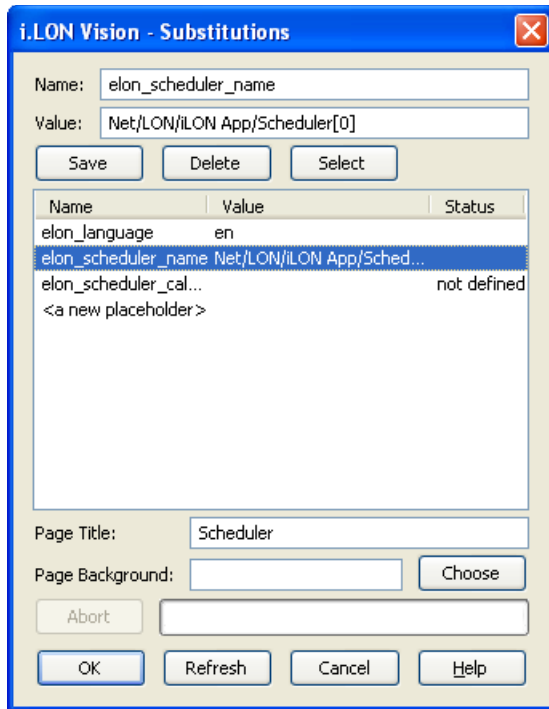 i.LON Vision - Substitutions
Name: elon_scheduler_name
Value: Net/LON/iLON App/Scheduler[0]
Save Delete Select
Name Value Status
elon_language en
elon_scheduler_name Net/LON/iLON App/Sched...
elon_scheduler_cal... not defined
<a new placeholder>
Page Title: Scheduler
Page Background: Choose
Abort
OK Refresh Cancel Help